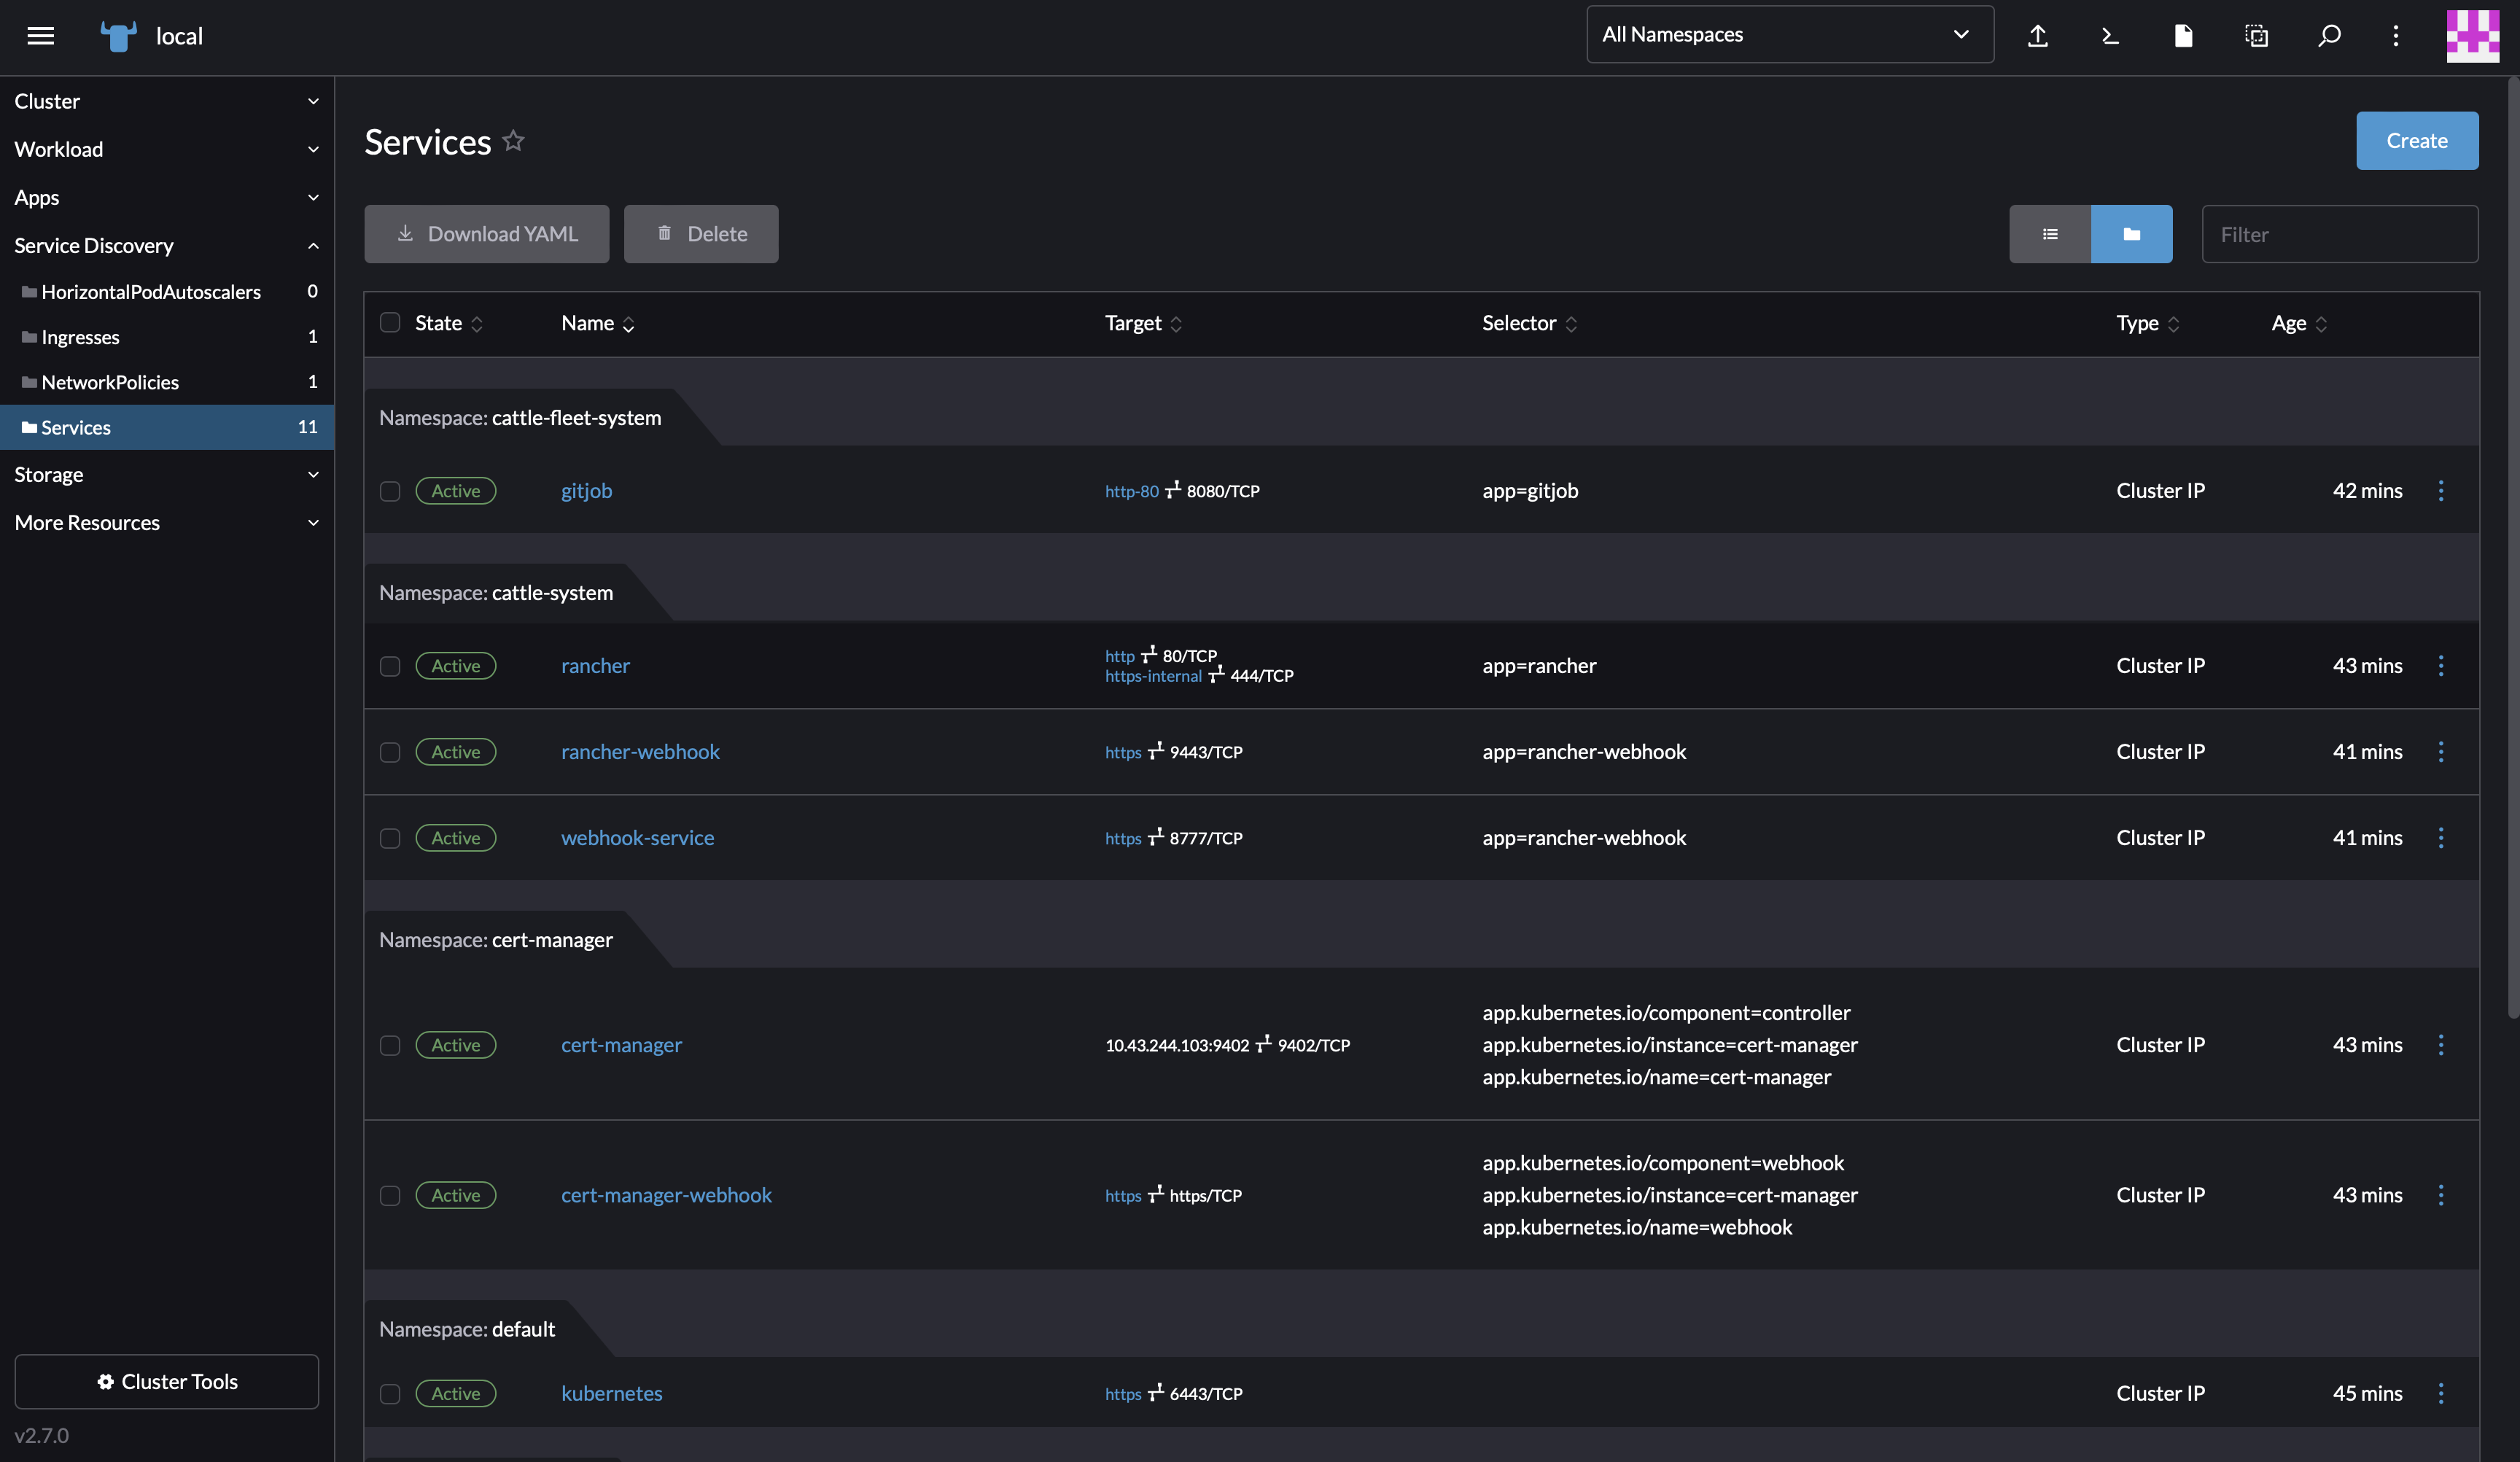 local
All Namespaces
Cluster
Workload
Apps
Service Discovery
HorizontalPodAutoscalers 0
Ingresses 1
NetworkPolicies 1
Services 11
Storage
More Resources
Cluster Tools
v2.7.0
Services
Create
Download YAML
Delete
Filter
State Name Target Selector Type Age
Namespace: cattle-fleet-system
Active gitjob http-80 8080/TCP app=gitjob Cluster IP 42 mins
Namespace: cattle-system
Active rancher http 80/TCP
https-internal 444/TCP app=rancher Cluster IP 43 mins
Active rancher-webhook https 9443/TCP app=rancher-webhook Cluster IP 41 mins
Active webhook-service https 8777/TCP app=rancher-webhook Cluster IP 41 mins
Namespace: cert-manager
app.kubernetes.io/component=controller
Active cert-manager 10.43.244.103:9402 9402/TCP app.kubernetes.io/instance=cert-manager Cluster IP 43 mins
app.kubernetes.io/name=cert-manager
app.kubernetes.io/component=webhook
Active cert-manager-webhook https https/TCP app.kubernetes.io/instance=cert-manager Cluster IP 43 mins
app.kubernetes.io/name=webhook
Namespace: default
Active kubernetes https 6443/TCP Cluster IP 45 mins